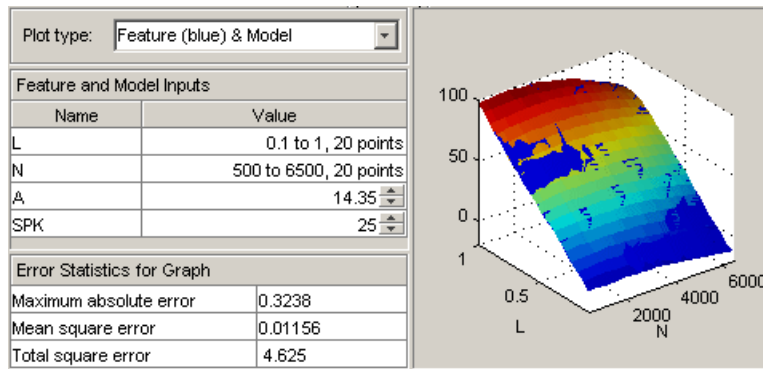 Plot type: Feature (blue) & Model
Feature and Model Inputs
Name Value
L 0.1 to 1, 20 points
N 500 to 6500, 20 points
A 14.35
SPK 25
Error Statistics for Graph
Maximum absolute error 0.3238
Mean square error 0.01156
Total square error 4.625
100
50
0
1
0.5
L
2000
4000
6000
N